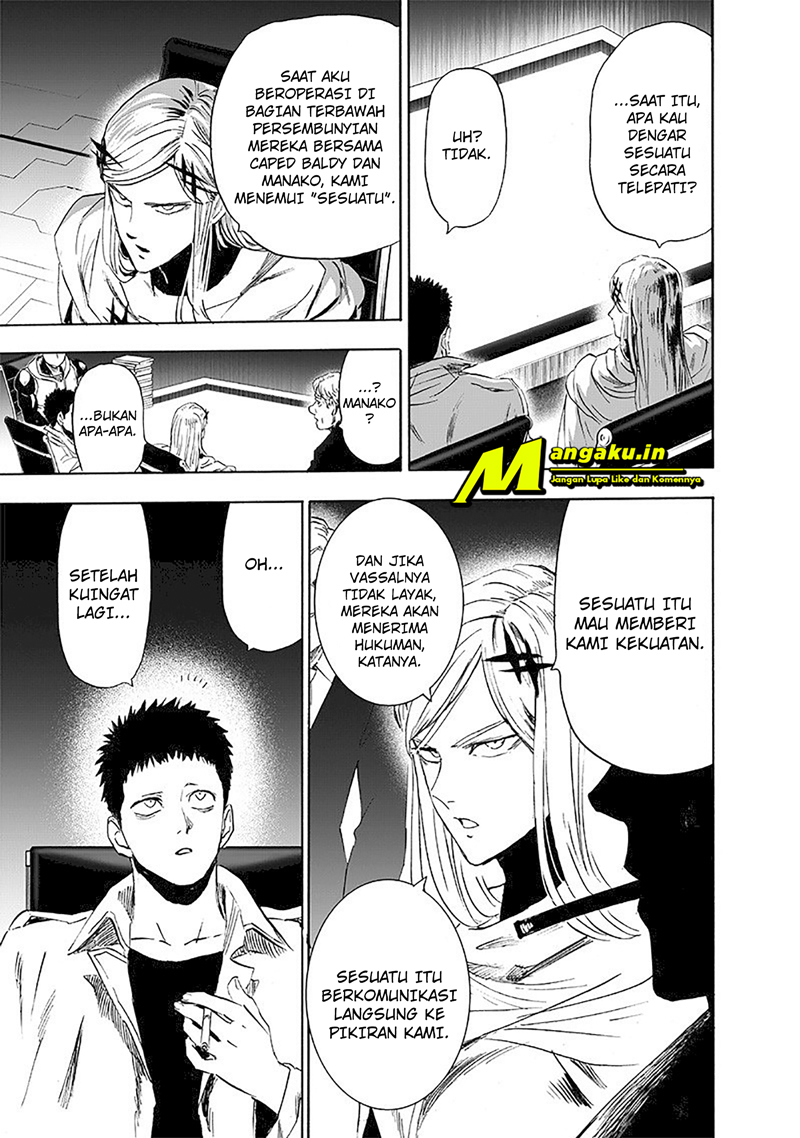 ...SAAT ITU,
APA KAU
DENGAR
SESUATU
SECARA
TELEPATI?
UH?
TIDAK.
SAAT AKU
BEROPERASI DI
BAGIAN TERBAWAH
PERSEMBUNYIAN
MEREKA BERSAMA
CAPED BALDY DAN
MANAKO, KAMI
MENEMUI "SESUATU".
...?
MANAKO
?
...BUKAN
APA-APA.
Mangaku.in
Jangan Lupa Like dan Komennya
SESUATU ITU
MAU MEMBERI
KAMI KEKUATAN.
DAN JIKA
VASSALNYA
TIDAK LAYAK,
MEREKA AKAN
MENERIMA
HUKUMAN,
KATANYA.
SESUATU ITU
BERKOMUNIKASI
LANGSUNG KE
PIKIRAN KAMI.
OH...
SETELAH
KUINGAT
LAGI...